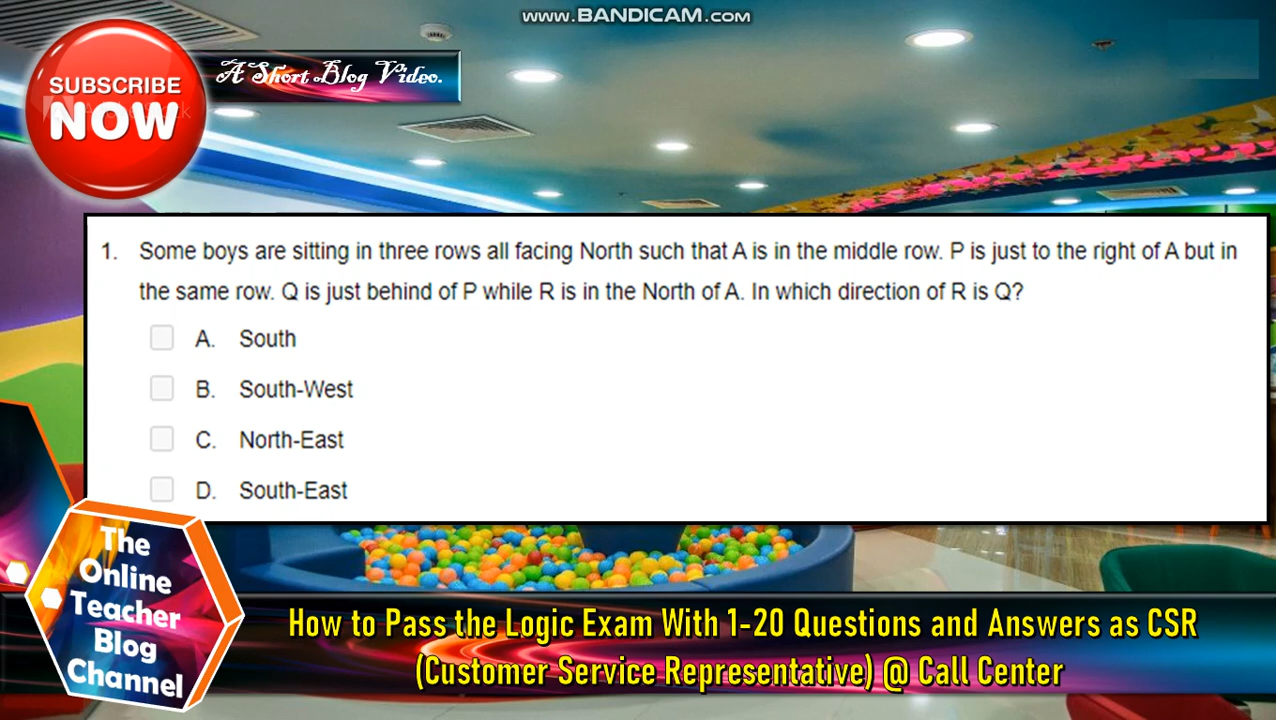 www.BANDICAM.com
SUBSCRIBE
NOW
A Short Blog Video.
1. Some boys are sitting in three rows all facing North such that A is in the middle row. P is just to the right of A but in
the same row. Q is just behind of P while R is in the North of A. In which direction of R is Q?
A. South
B. South-West
C. North-East
D. South-East
The
Online
Teacher
Blog
Channel
How to Pass the Logic Exam With 1-20 Questions and Answers as CSR
(Customer Service Representative) @ Call Center